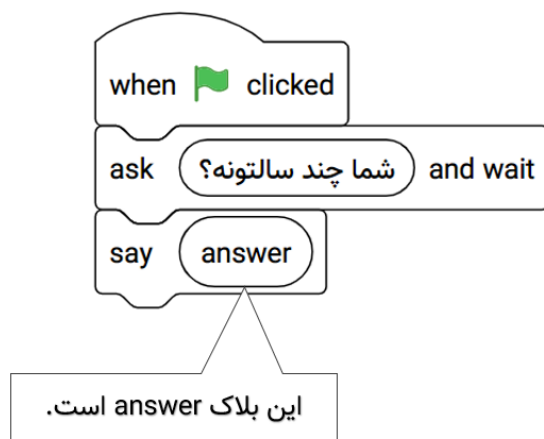 when clicked
ask شما چند سالتونه؟ and wait
say answer
این بلاک answer است.